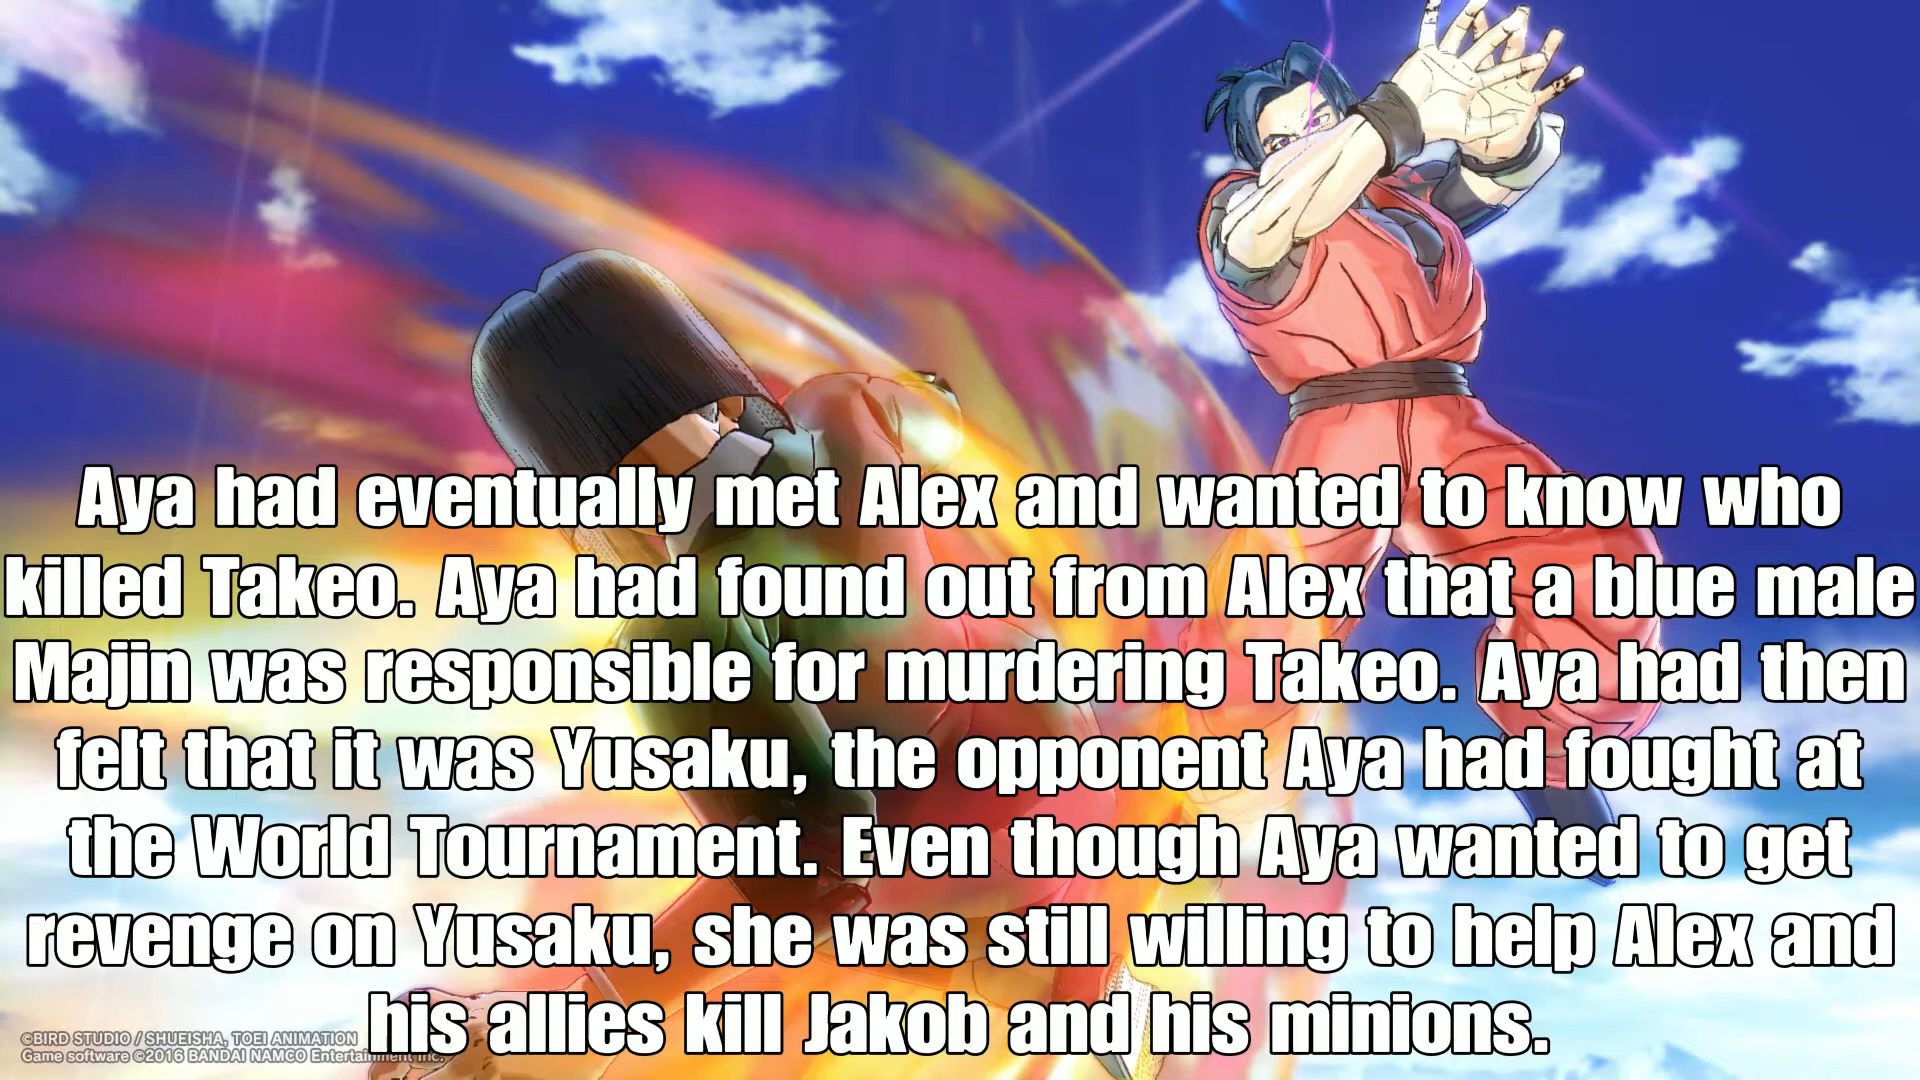 Aya had eventually met Alex and wanted to know who
killed Takeo. Aya had found out from Alex that a blue male
Majin was responsible for murdering Takeo. Aya had then
felt that it was Yusaku, the opponent Aya had fought at
the World Tournament. Even though Aya wanted to get
revenge on Yusaku, she was still willing to help Alex and
his allies kill Jakob and his minions.
©BIRD STUDIO / SHUEISHA, TOEI ANIMATION
Game software ©2016 BANDAI NAMCO Entertainment Inc.